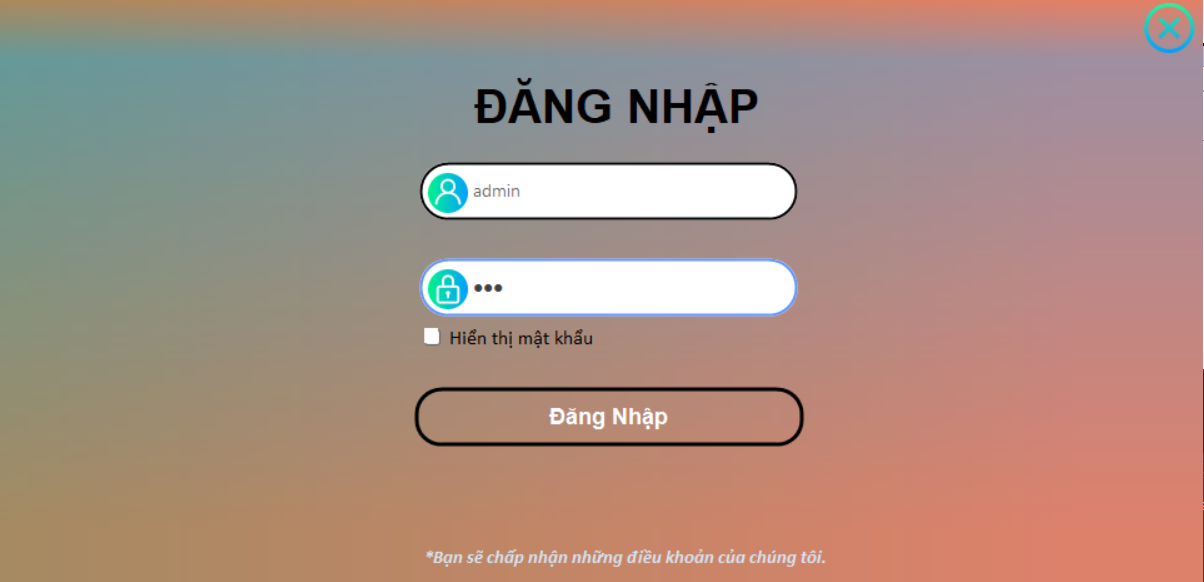 ĐĂNG NHẬP
admin
•••
Hiển thị mật khẩu
Đăng Nhập
*Bạn sẽ chấp nhận những điều khoản của chúng tôi.